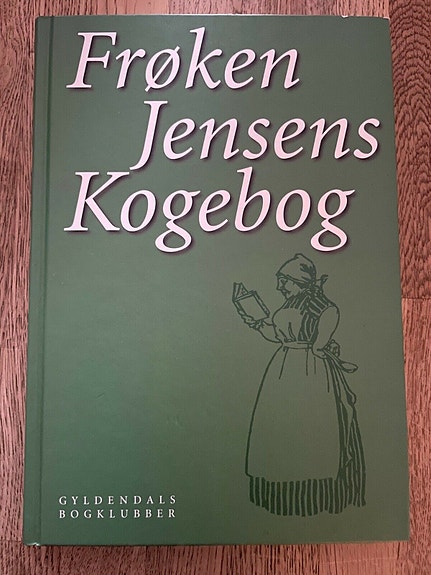 Frøken
Jensens
Kogebog
GYLDENDALS
BOGKLUBBER